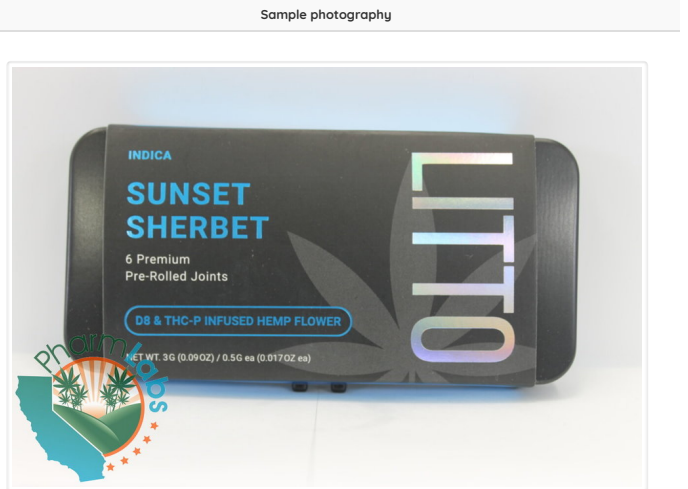 Sample photography
INDICA
SUNSET
SHERBET
6 Premium
Pre-Rolled Joints
D8 & THC-P INFUSED HEMP FLOWER
NET WT. 3G (0.09OZ) / 0.5G ea (0.017OZ ea)
LITTO
Pharmlabs